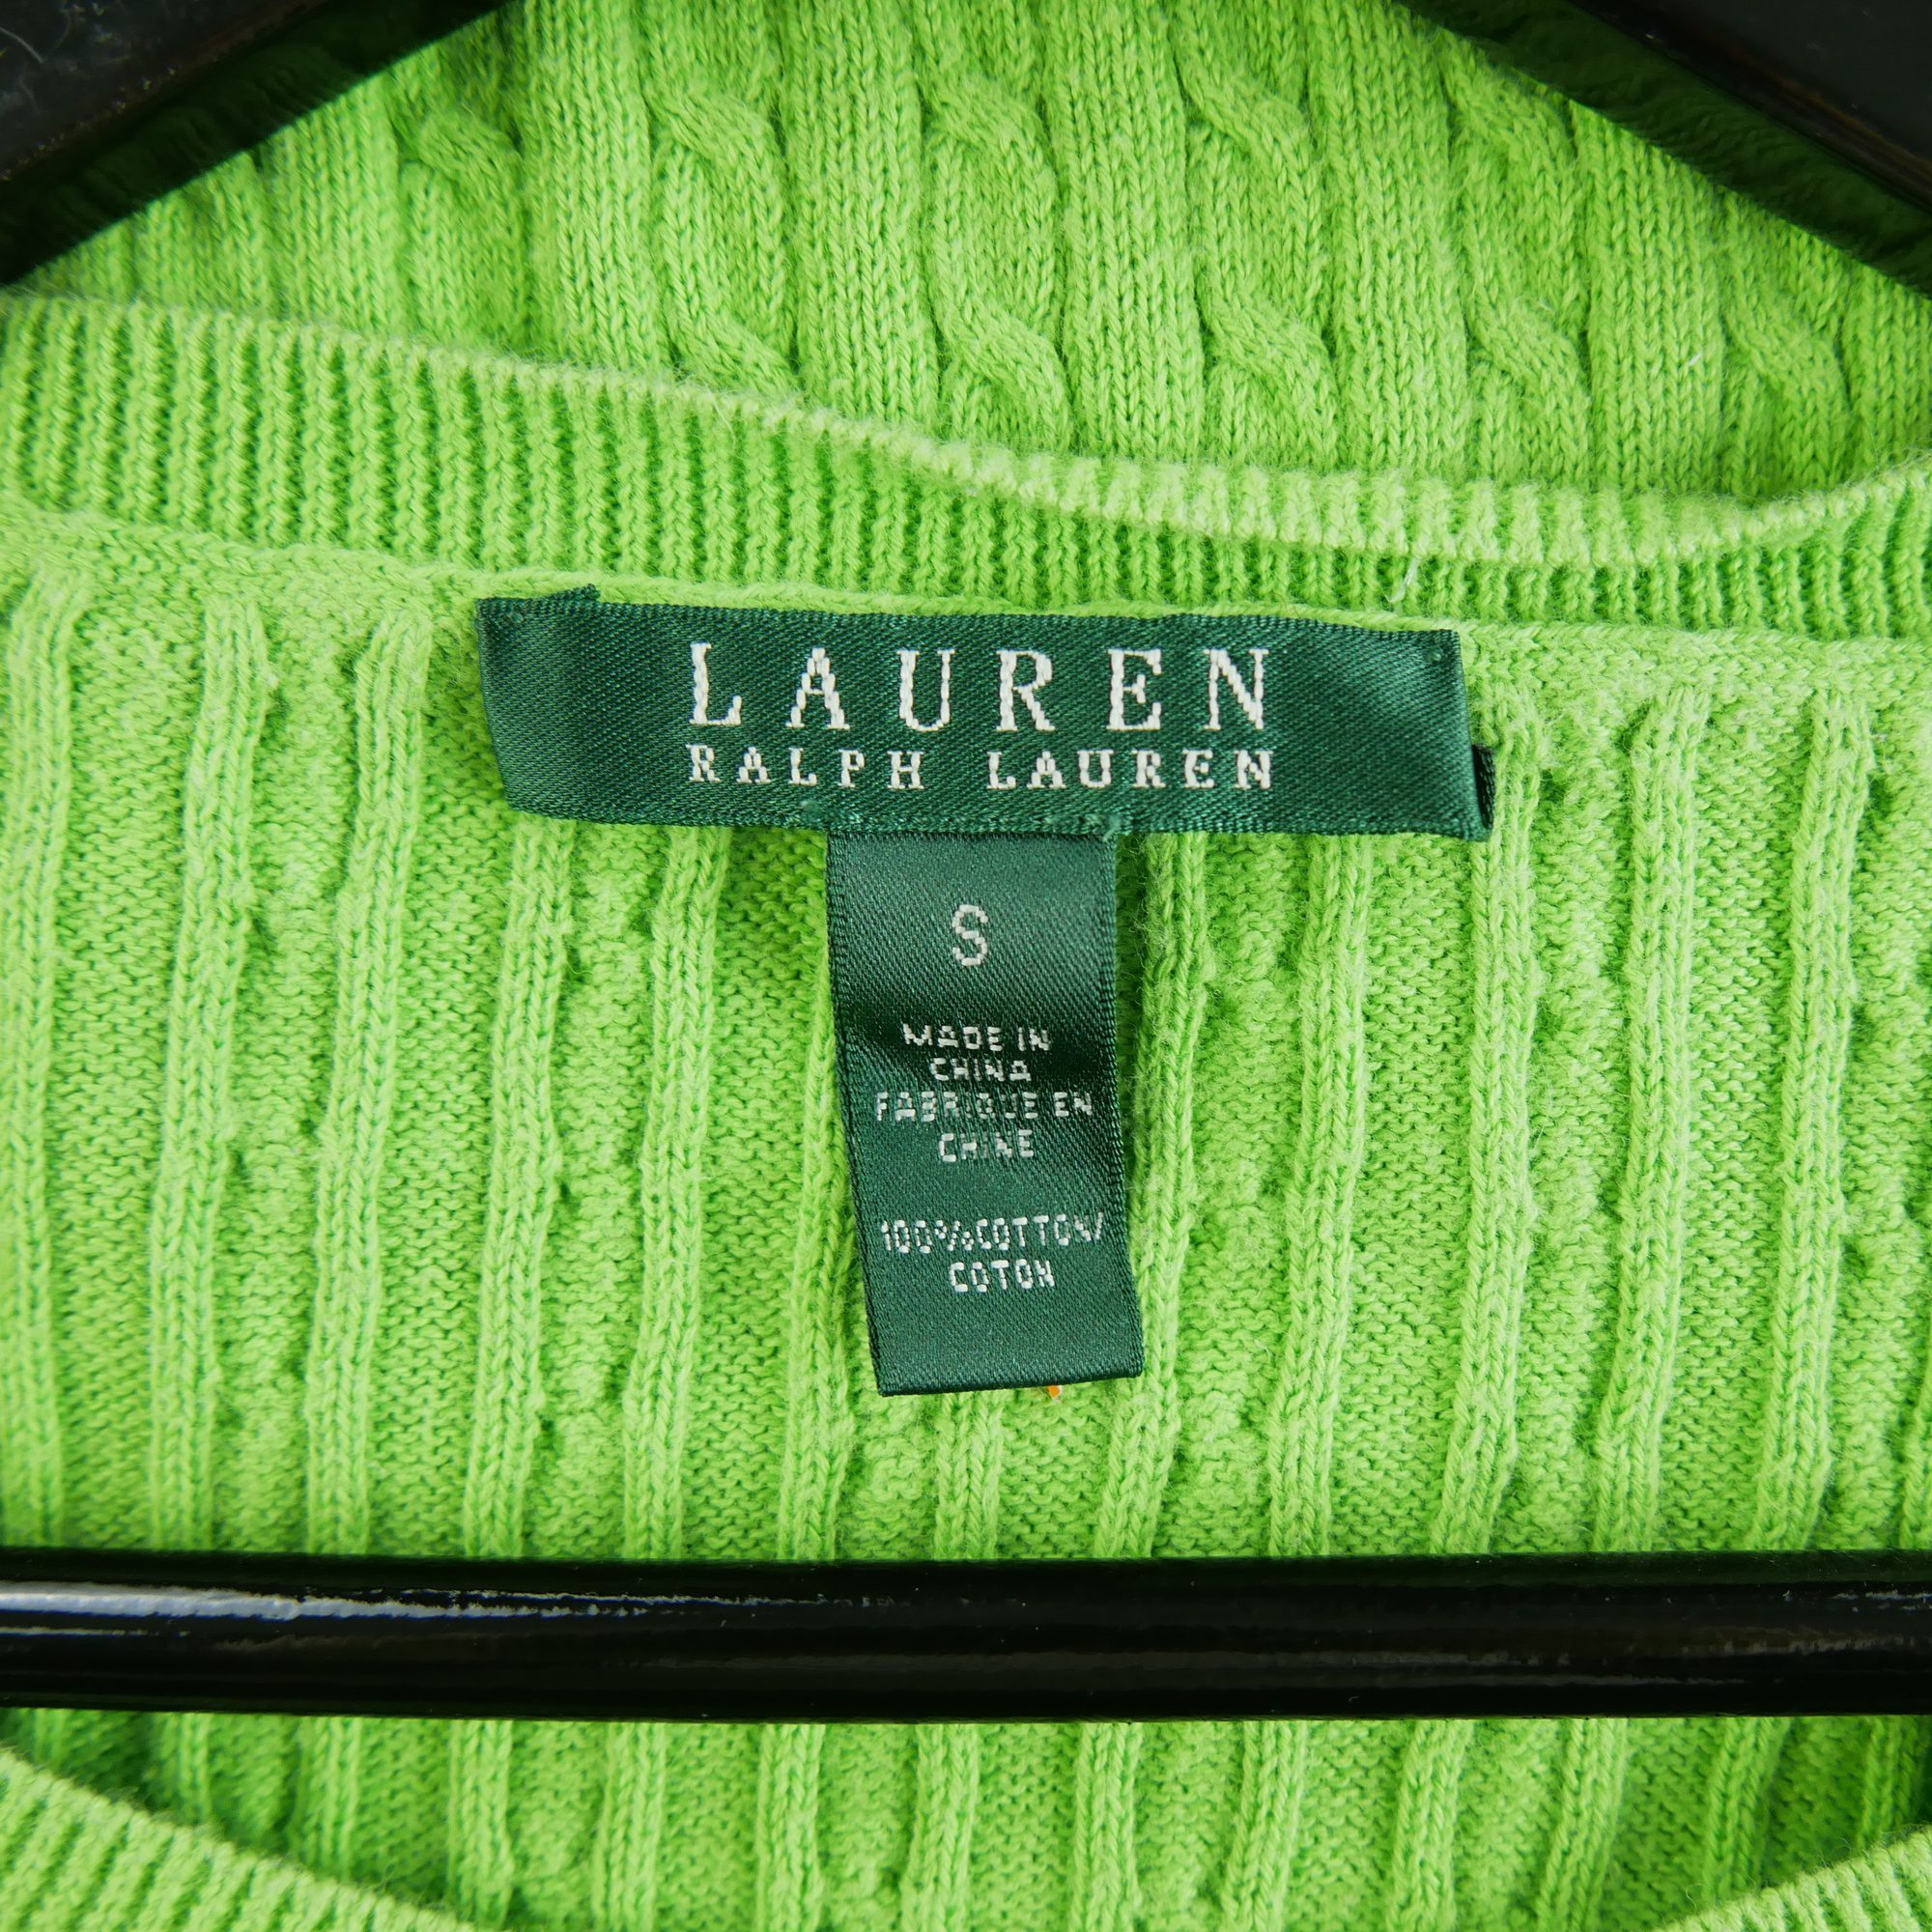 LAUREN
RALPH LAUREN
S
MADE IN
CHINA
FABRIQUE EN
CHINE
100%COTTON/
COTON